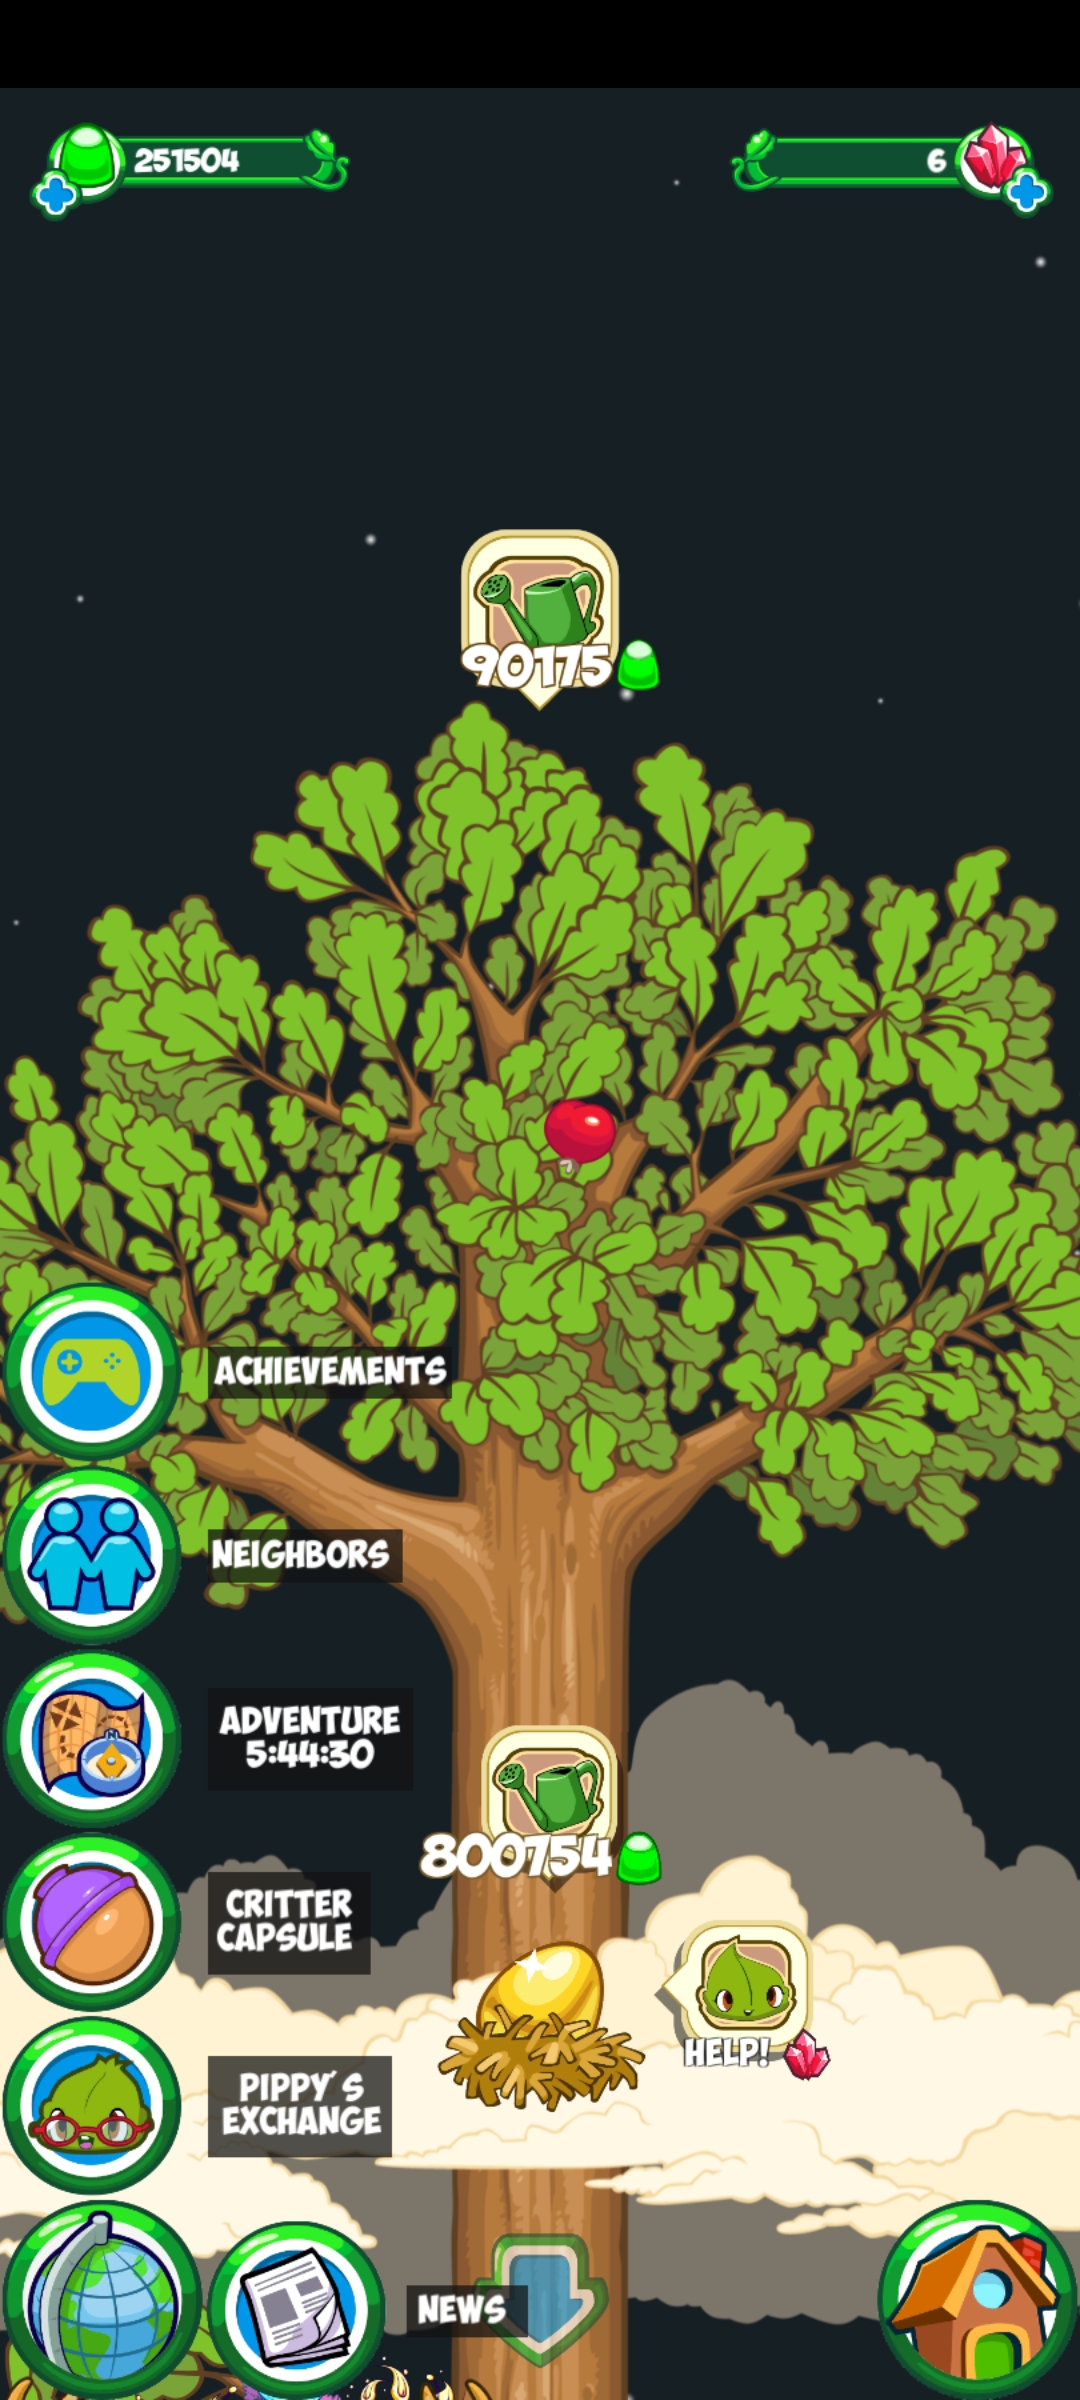 251504
6
90175
ACHIEVEMENTS
NEIGHBORS
ADVENTURE
5:44:30
800754
CRITTER
CAPSULE
HELP!
PIPPY'S
EXCHANGE
NEWS